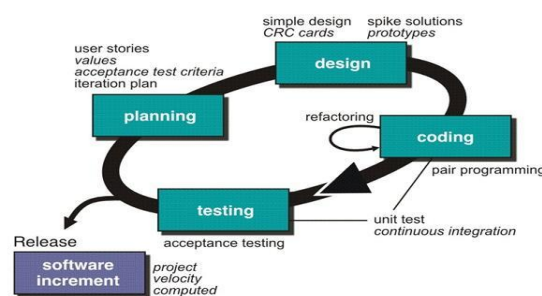 simple design
CRC cards
spike solutions
prototypes
design
user stories
values
acceptance test criteria
iteration plan
planning
refactoring
coding
pair programming
testing
acceptance testing
unit test
continuous integration
Release
software
increment
project
velocity
computed